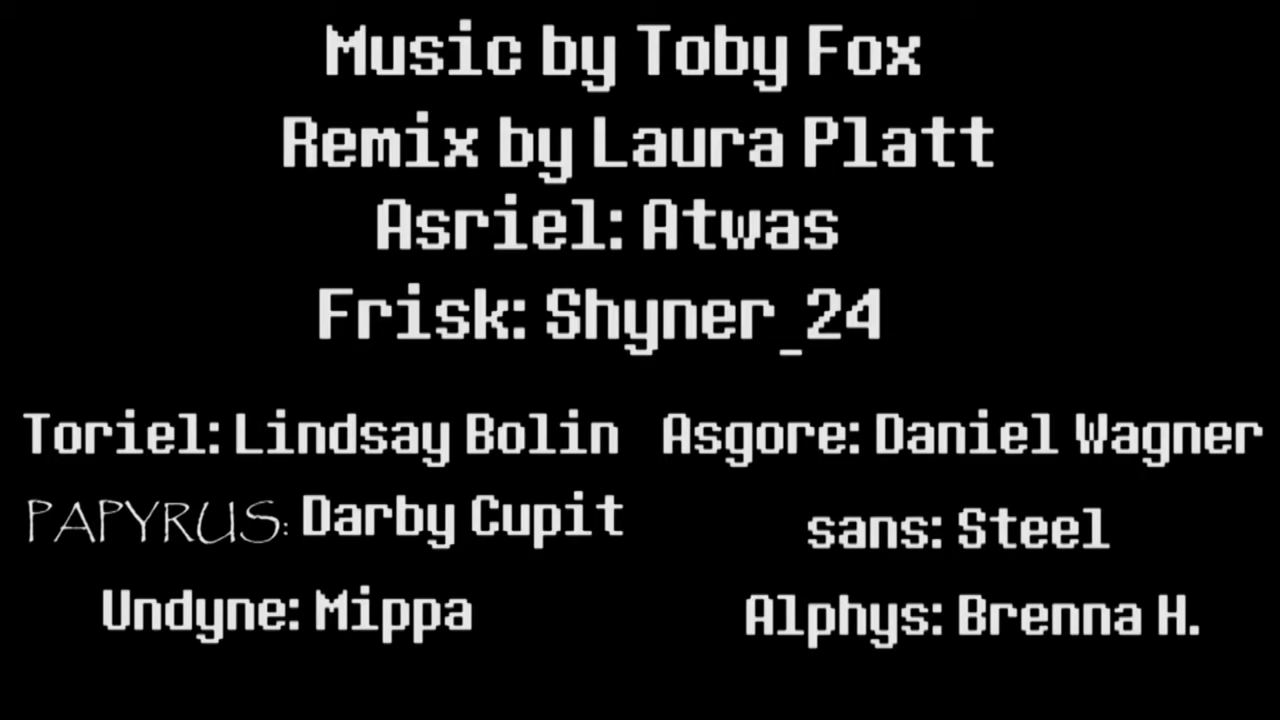 Music by Toby Fox
Remix by Laura Platt
Asriel: Atwas
Frisk: Shyner_24
Toriel: Lindsay Bolin
Asgore: Daniel Wagner
PAPYRUS: Darby Cupit
sans: Steel
Undyne: Mippa
Alphys: Brenna H.